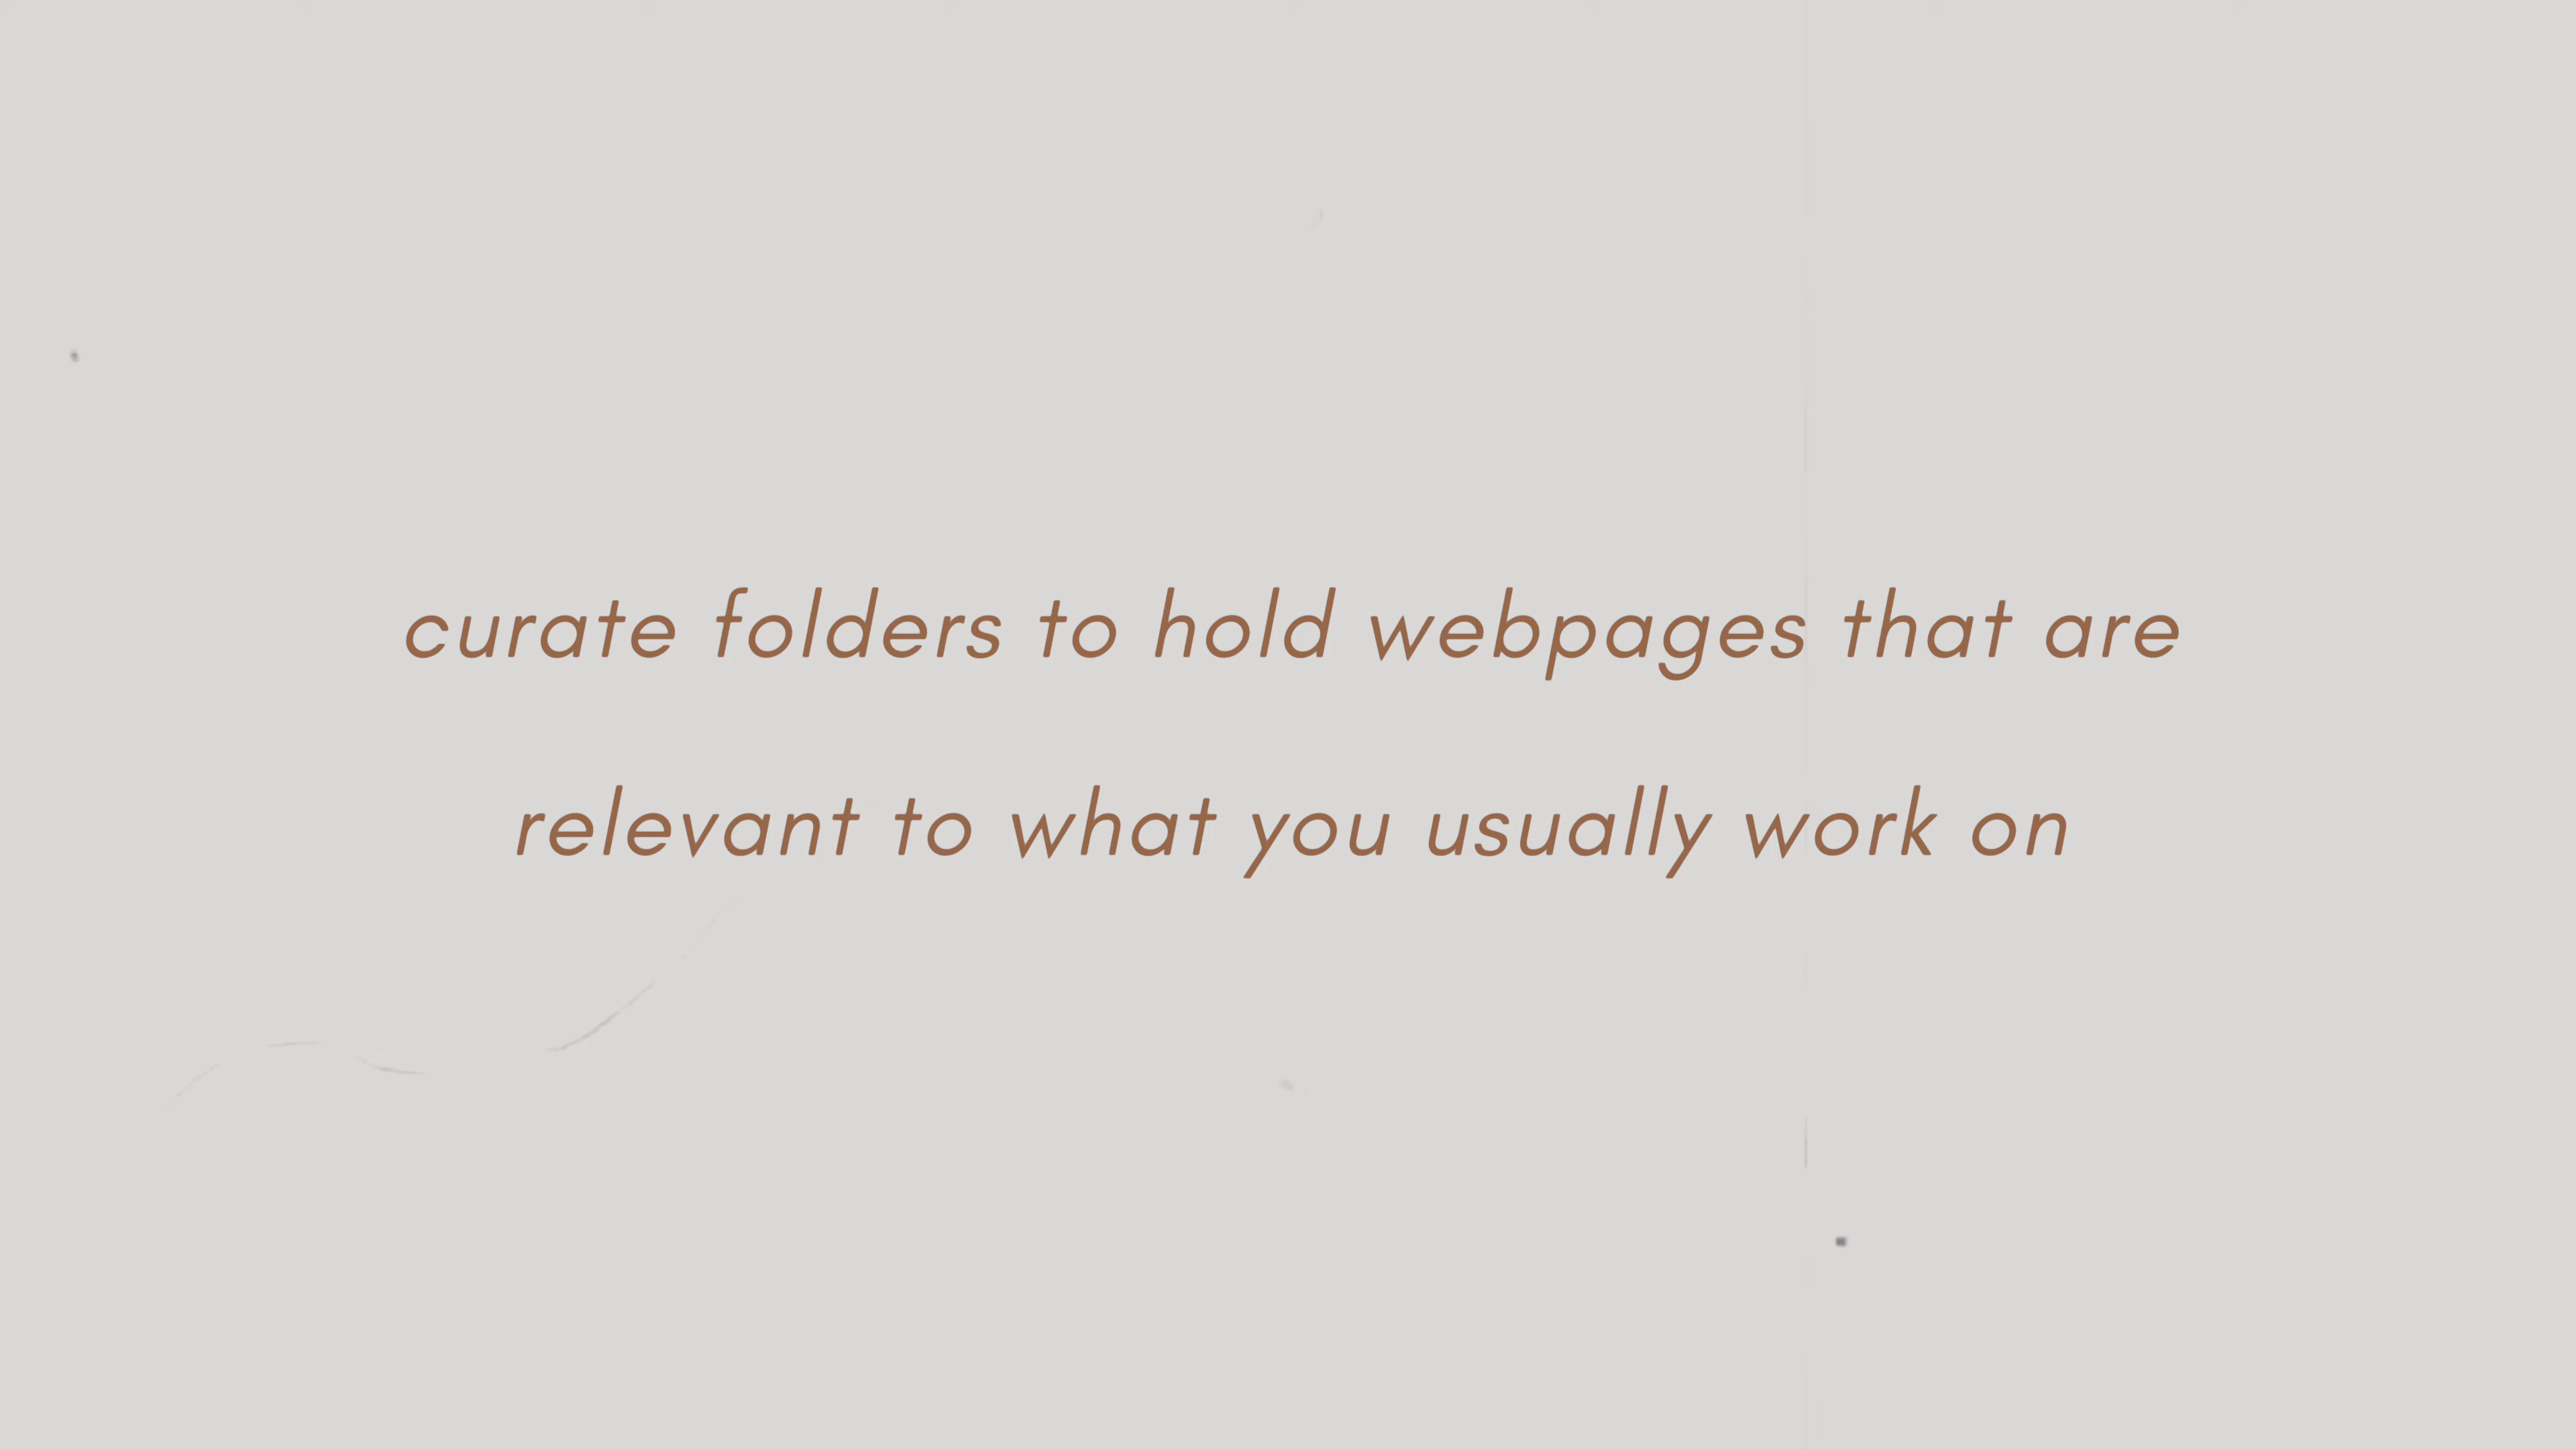 curate folders to hold webpages that are
relevant to what you usually work on